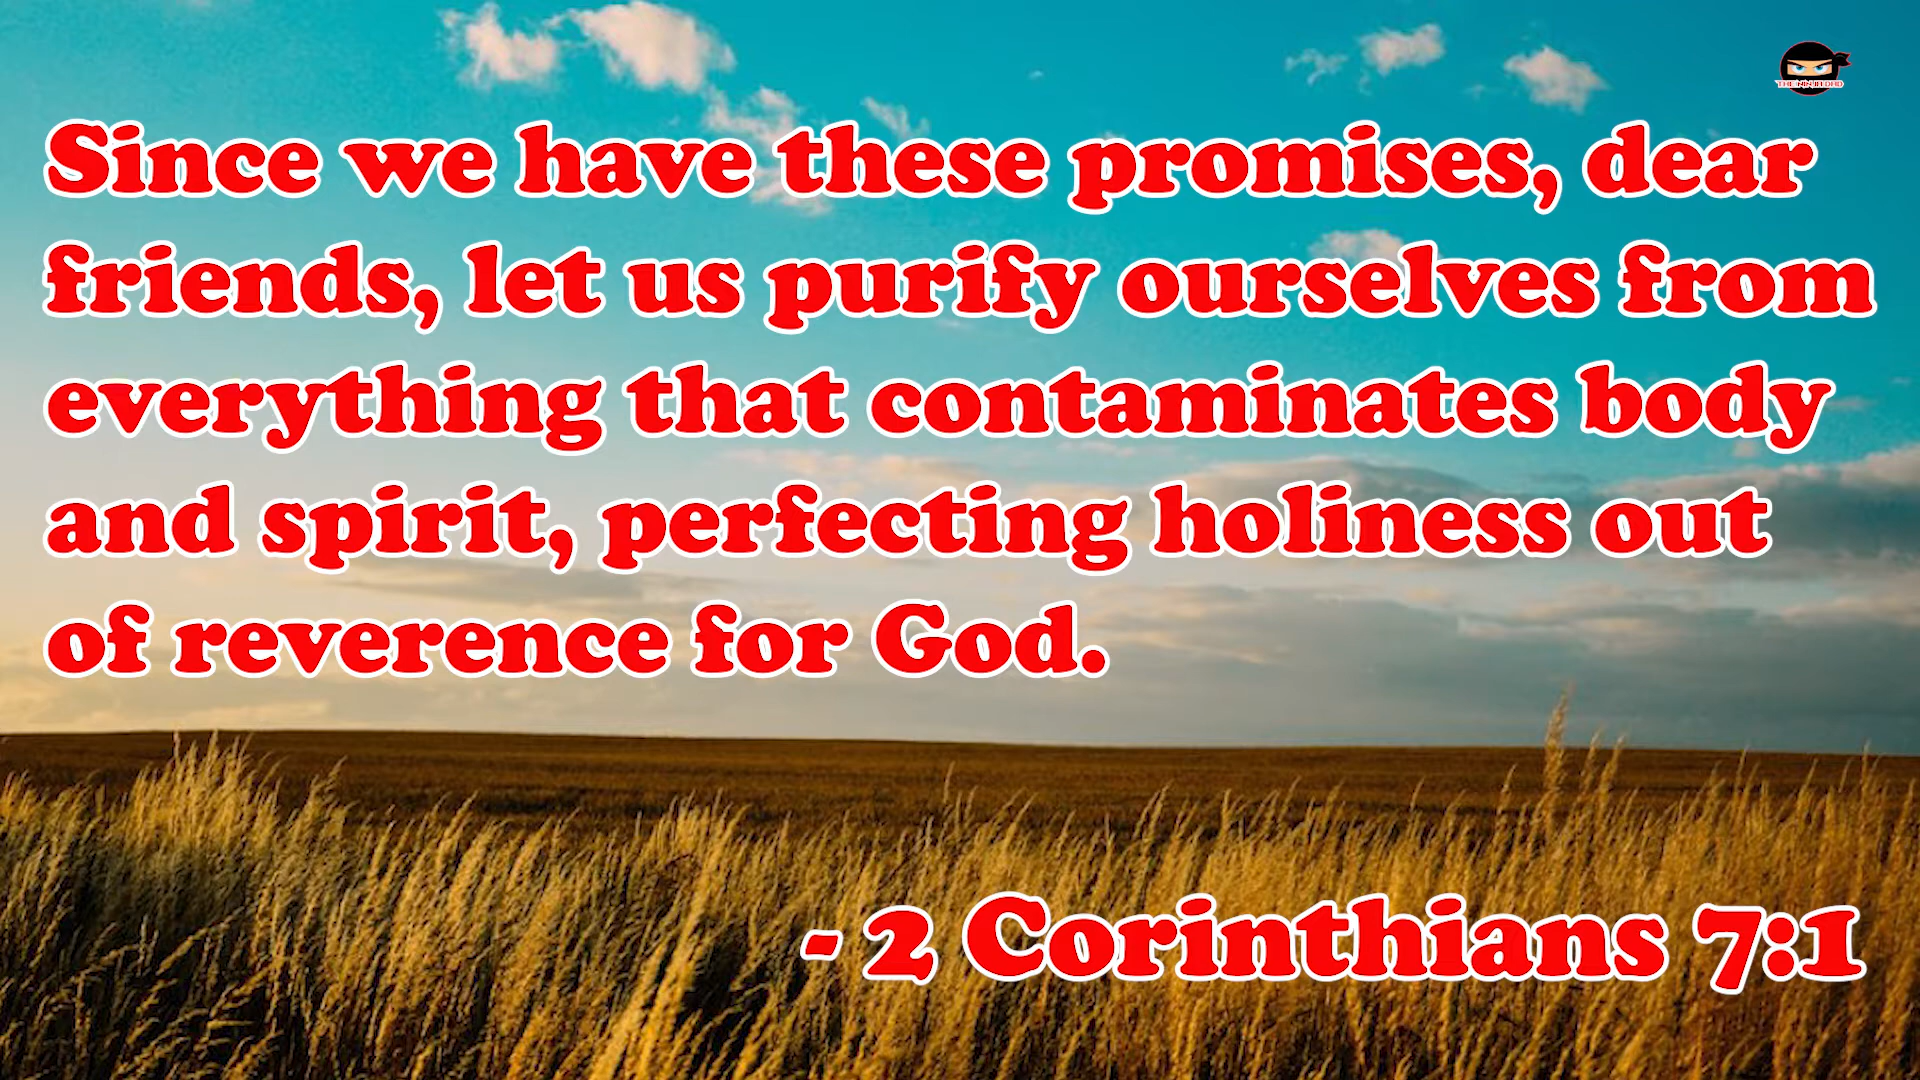 Since we have these promises, dear
friends, let us purify ourselves from
everything that contaminates body
and spirit, perfecting holiness out
of reverence for God.
- 2 Corinthians 7:1